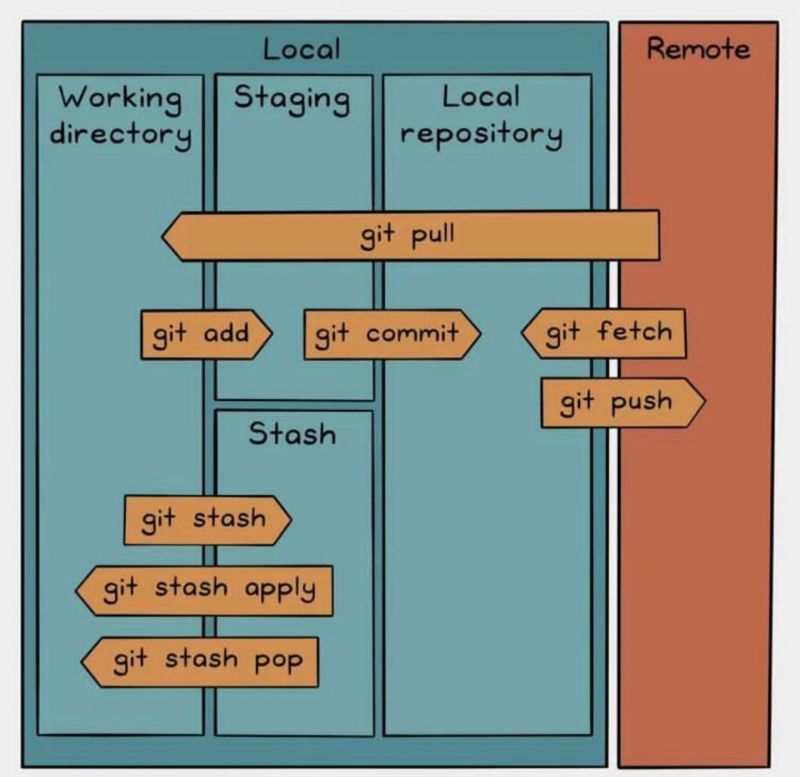 Local
Remote
Working
directory
Staging
Local
repository
git pull
git add
git commit
git fetch
git push
Stash
git stash
git stash apply
git stash pop